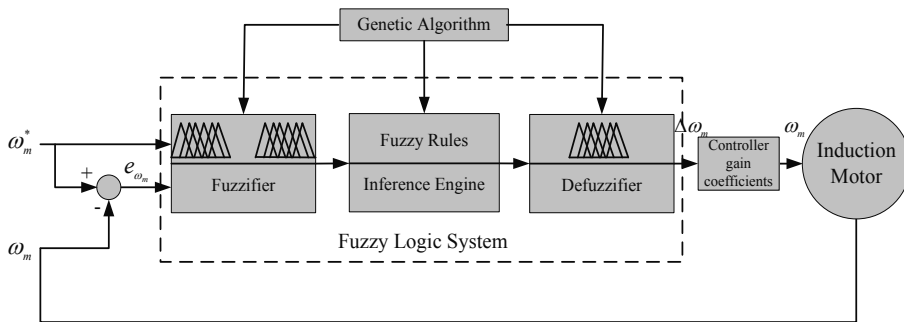 Genetic Algorithm
ω*m
+
eωm
-
ωm
Fuzzifier
Fuzzy Rules
Inference Engine
Defuzzifier
Fuzzy Logic System
Δωm
Controller
gain
coefficients
ωm
Induction
Motor